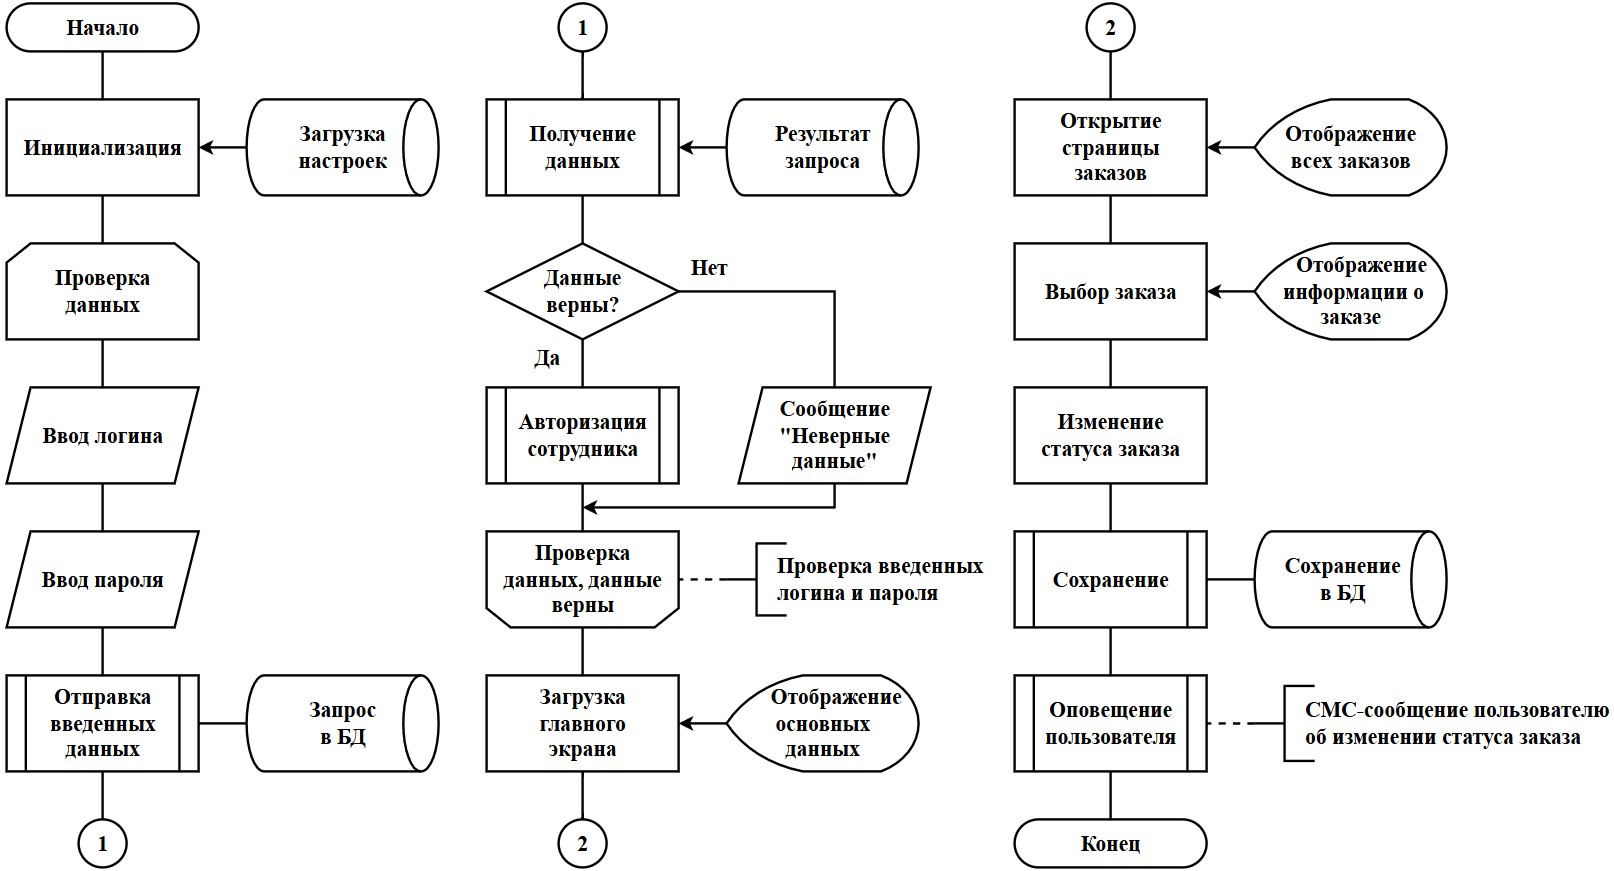 Начало
Инициализация
Загрузка
настроек
Проверка
данных
Ввод логина
Ввод пароля
Отправка
введенных
данных
Запрос
в БД
1
1
Получение
данных
Результат
запроса
Данные
верны?
Нет
Да
Авторизация
сотрудника
Сообщение
"Неверные
данные"
Проверка
данных, данные
верны
Проверка введенных
логина и пароля
Загрузка
главного
экрана
Отображение
основных
данных
2
2
Открытие
страницы
заказов
Отображение
всех заказов
Выбор заказа
Отображение
информации о
заказе
Изменение
статуса заказа
Сохранение
Сохранение
в БД
Оповещение
пользователя
СМС-сообщение пользователю
об изменении статуса заказа
Конец